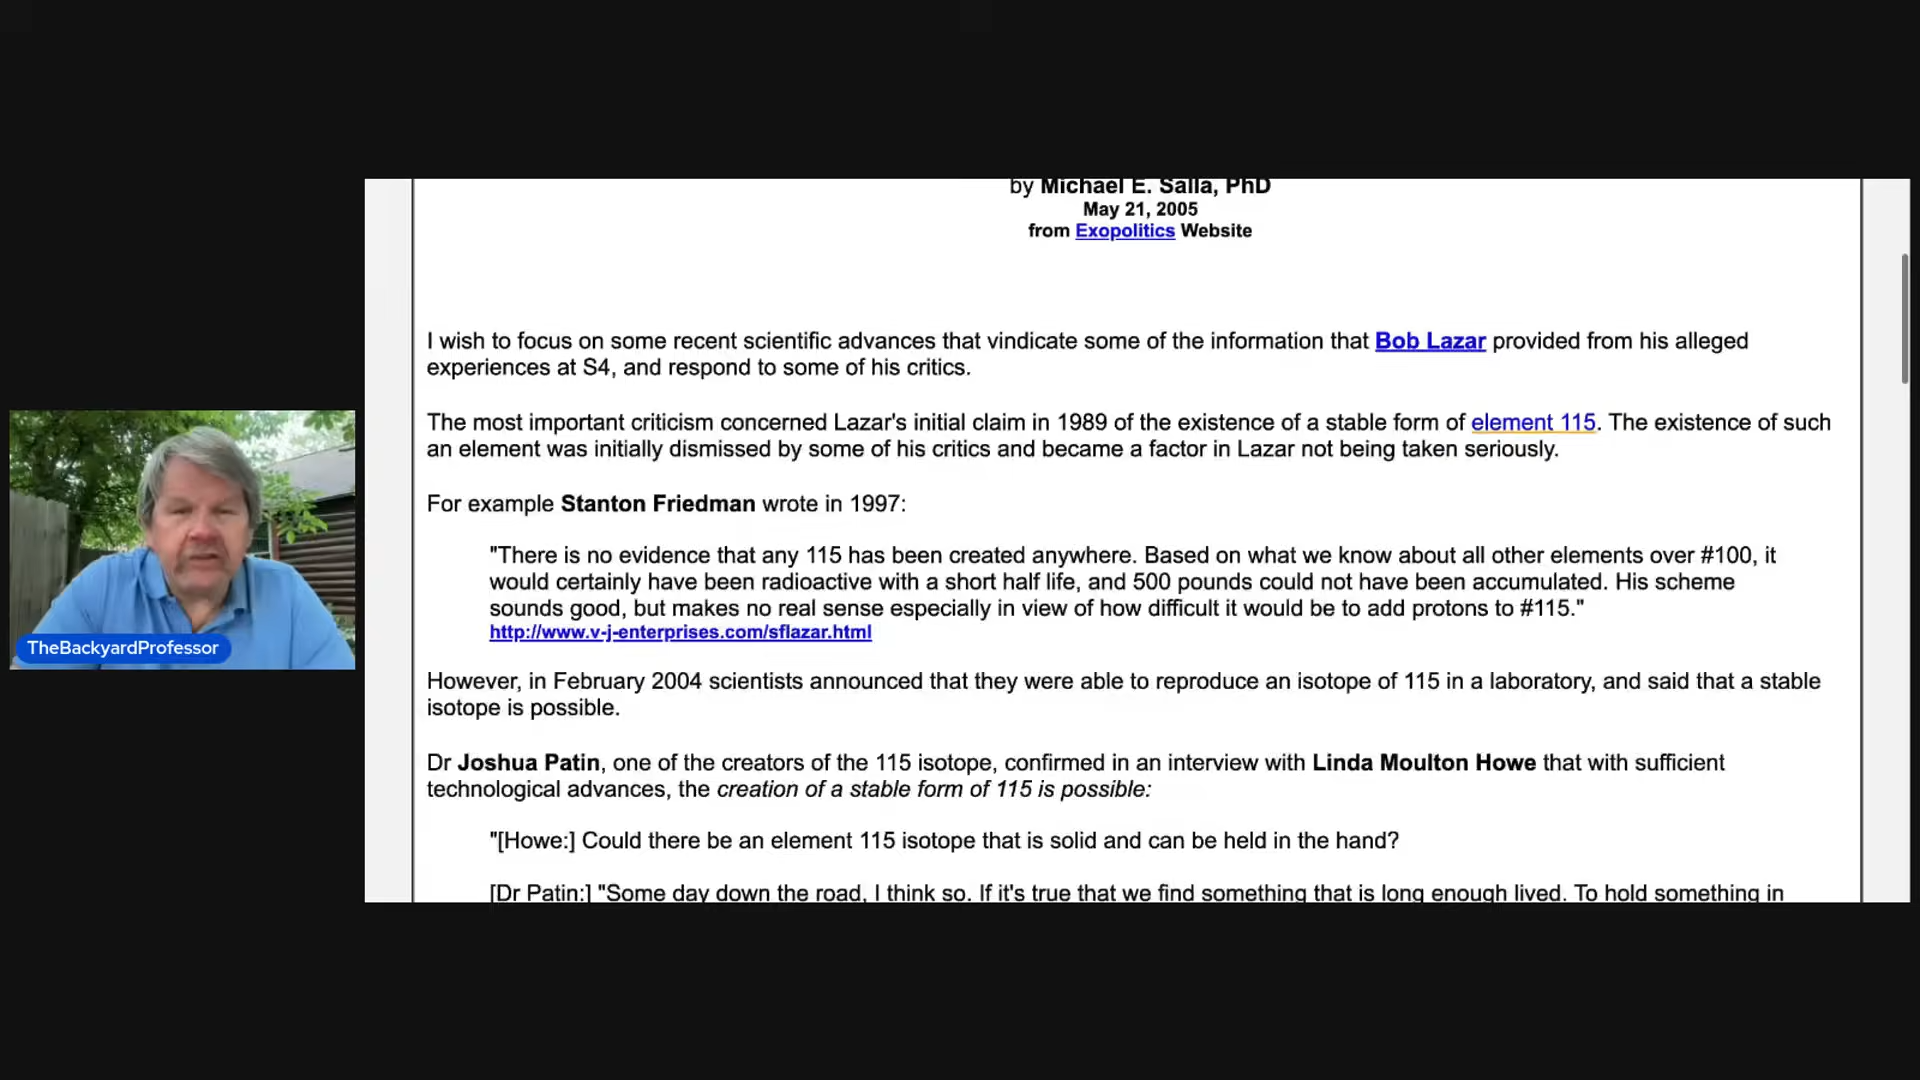 by Michael E. Salla, PhD
May 21, 2005
from Exopolitics Website
I wish to focus on some recent scientific advances that vindicate some of the information that Bob Lazar provided from his alleged
experiences at S4, and respond to some of his critics.
The most important criticism concerned Lazar's initial claim in 1989 of the existence of a stable form of element 115. The existence of such
an element was initially dismissed by some of his critics and became a factor in Lazar not being taken seriously.
For example Stanton Friedman wrote in 1997:
"There is no evidence that any 115 has been created anywhere. Based on what we know about all other elements over #100, it
would certainly have been radioactive with a short half life, and 500 pounds could not have been accumulated. His scheme
sounds good, but makes no real sense especially in view of how difficult it would be to add protons to #115."
http://www.v-j-enterprises.com/sflazar.html
However, in February 2004 scientists announced that they were able to reproduce an isotope of 115 in a laboratory, and said that a stable
isotope is possible.
Dr Joshua Patin, one of the creators of the 115 isotope, confirmed in an interview with Linda Moulton Howe that with sufficient
technological advances, the creation of a stable form of 115 is possible:
"[Howe:] Could there be an element 115 isotope that is solid and can be held in the hand?
[Dr Patin:] "Some day down the road, I think so. If it's true that we find something that is long enough lived. To hold something in
TheBackyardProfessor